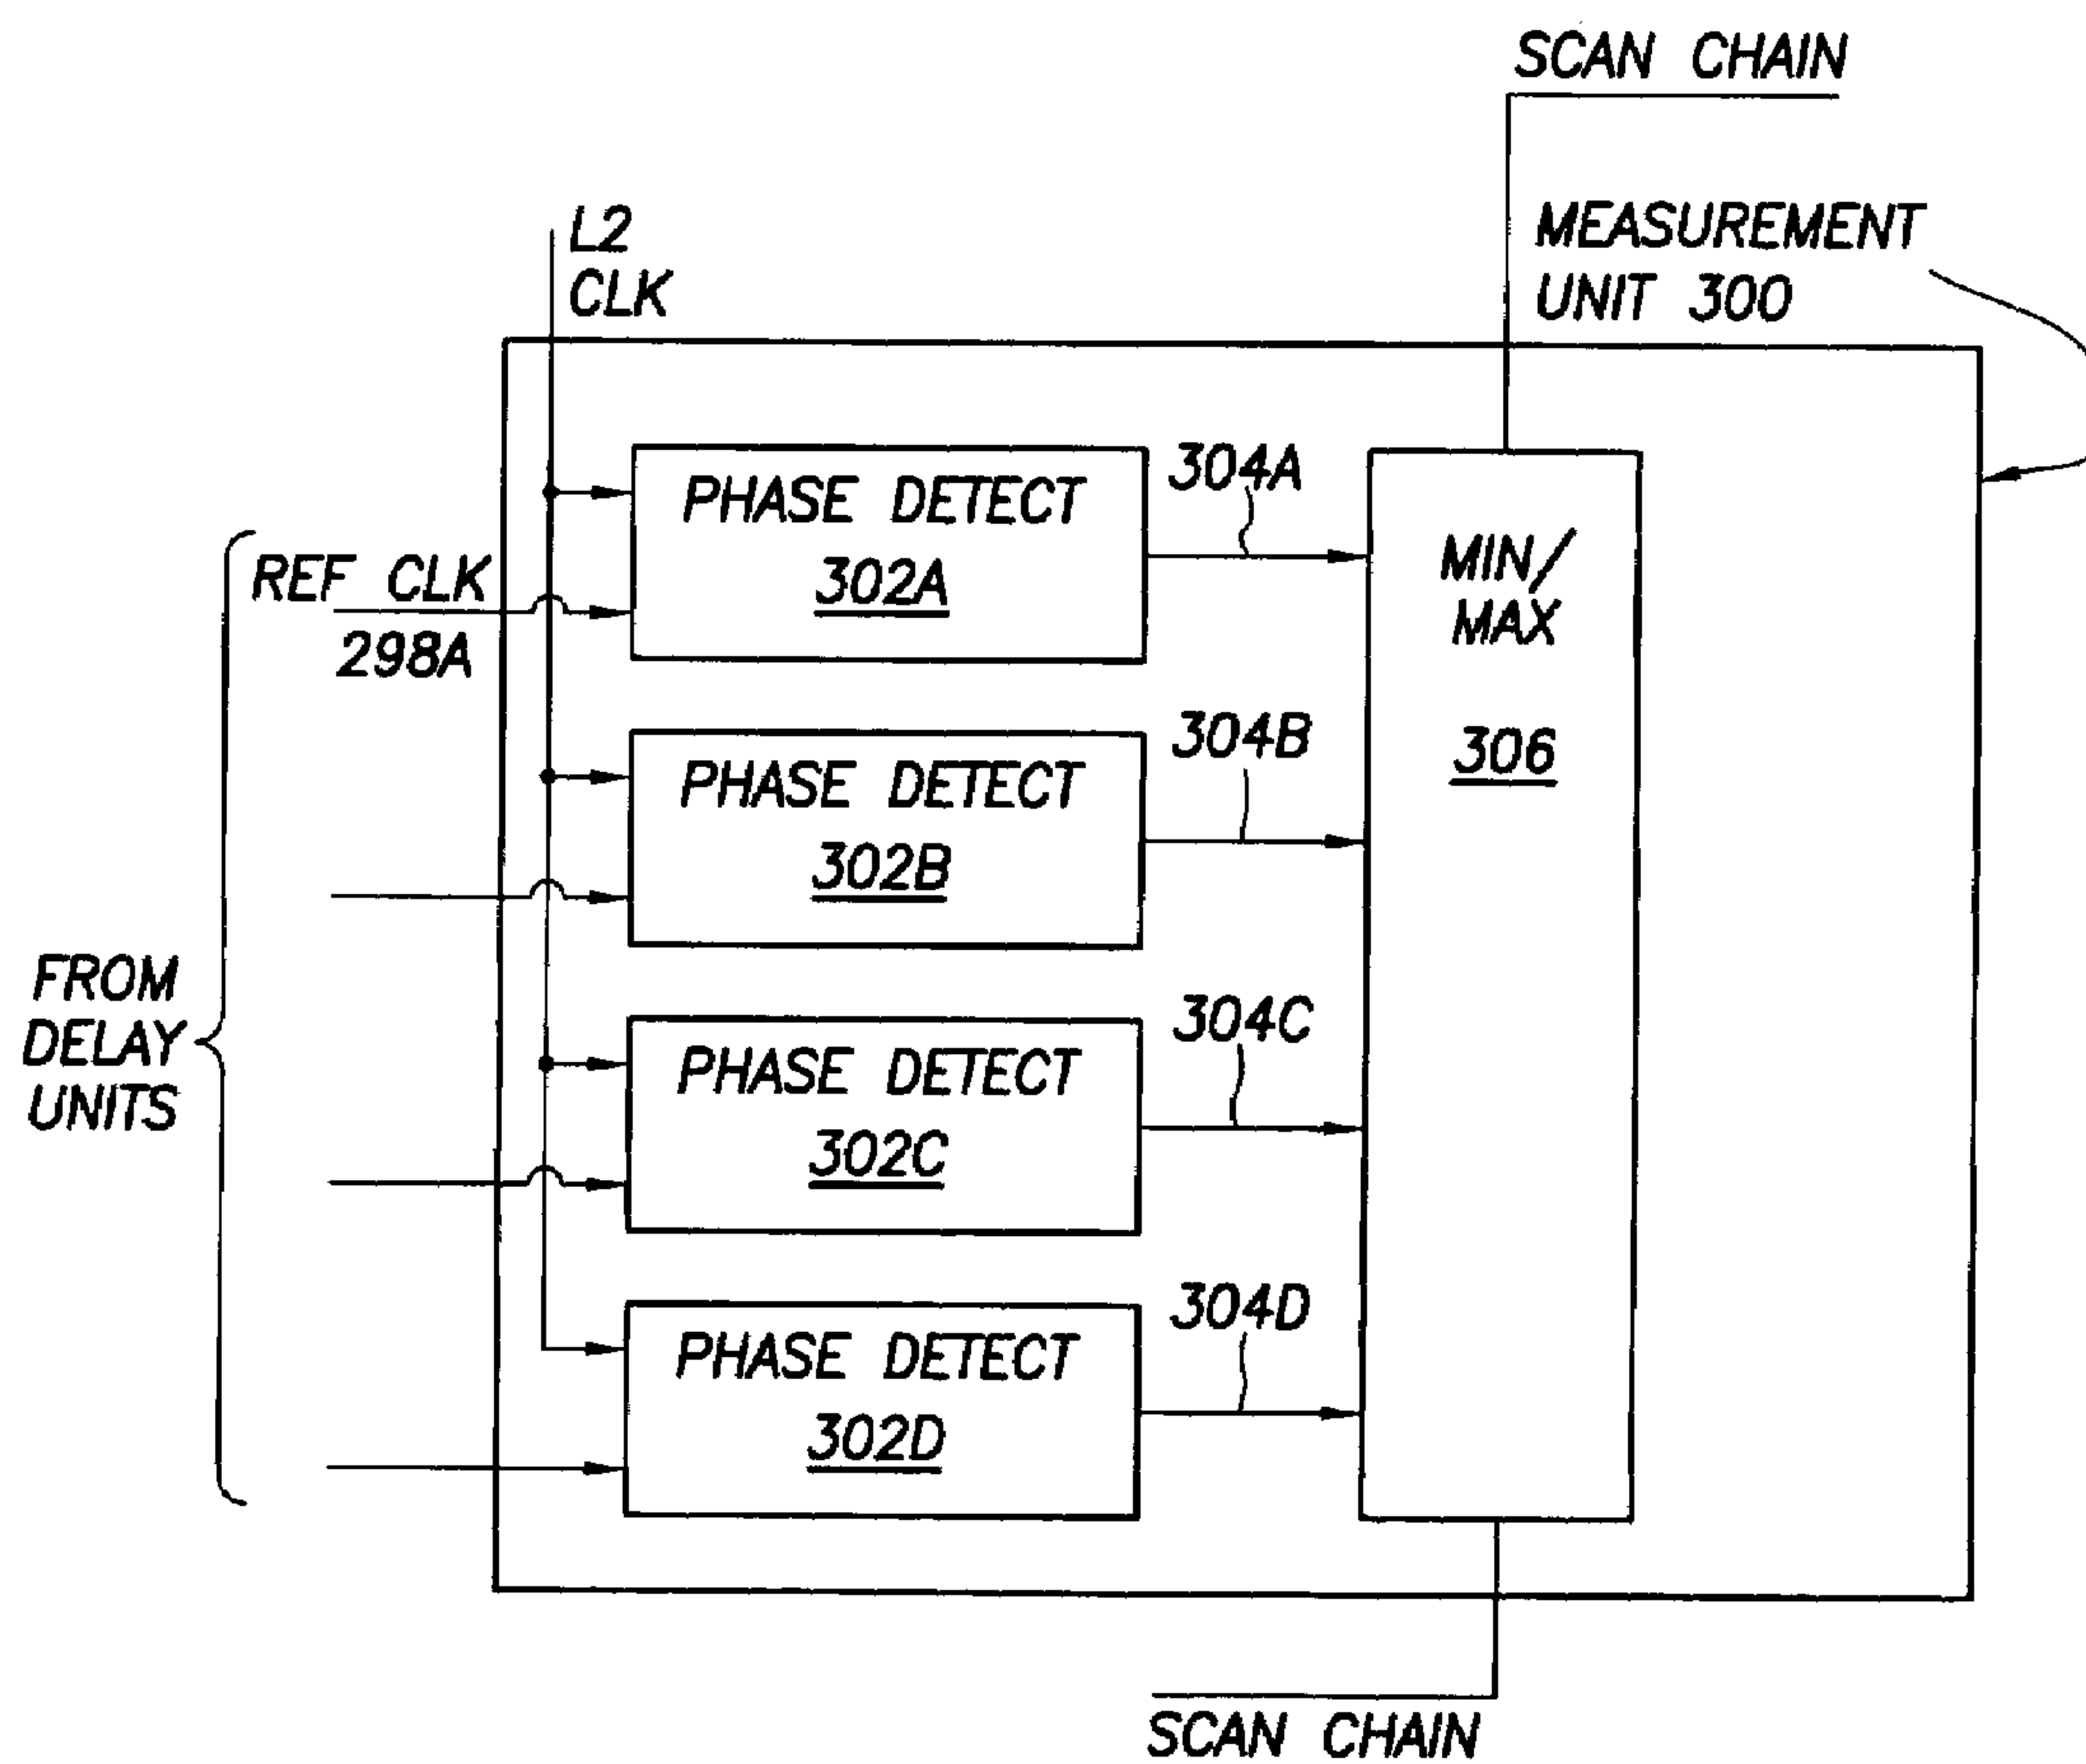 SCAN CHAIN
MEASUREMENT
UNIT 300
L2
CLK
REF CLK
298A
FROM
DELAY
UNITS
PHASE DETECT
302A
304A
PHASE DETECT
302B
304B
PHASE DETECT
302C
304C
PHASE DETECT
302D
304D
MIN/
MAX
306
SCAN CHAIN